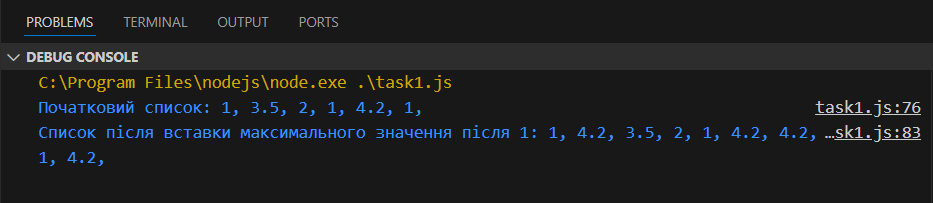 PROBLEMS TERMINAL OUTPUT PORTS
DEBUG CONSOLE
C:\Program Files\nodejs\node.exe .\task1.js
Початковий список: 1, 3.5, 2, 1, 4.2, 1, task1.js:76
Список після вставки максимального значення після 1: 1, 4.2, 3.5, 2, 1, 4.2, 4.2, …sk1.js:83
1, 4.2,